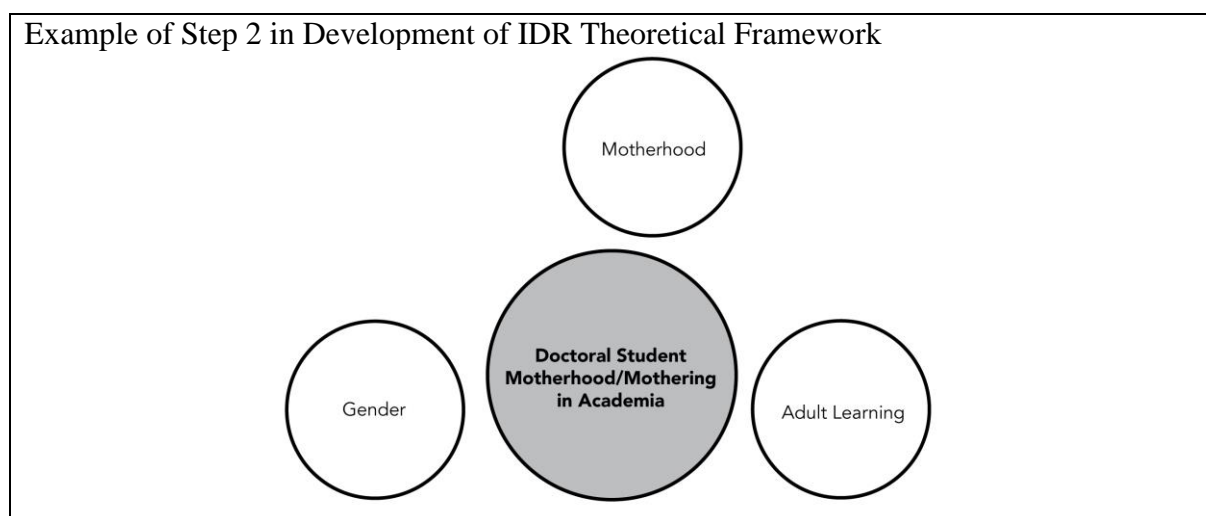 Example of Step 2 in Development of IDR Theoretical Framework
Motherhood
Doctoral Student
Motherhood/Mothering
in Academia
Gender
Adult Learning